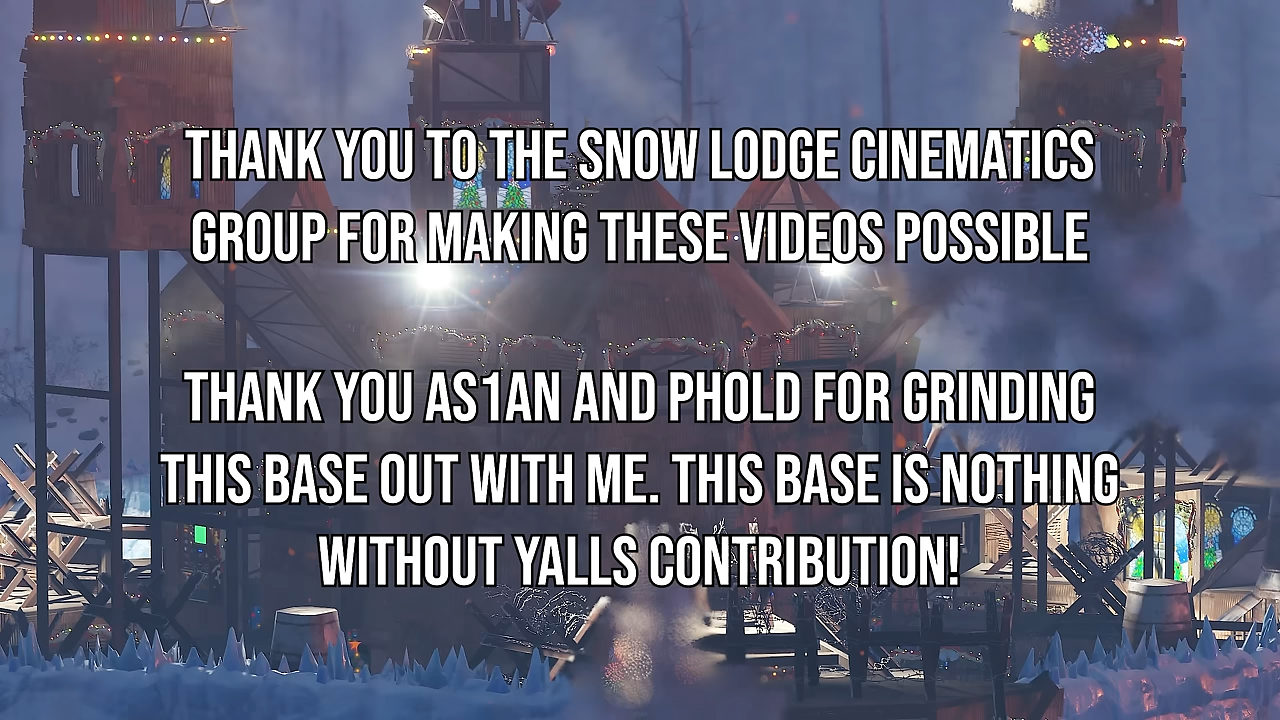 THANK YOU TO THE SNOW LODGE CINEMATICS
GROUP FOR MAKING THESE VIDEOS POSSIBLE
THANK YOU AS1AN AND PHOLD FOR GRINDING
THIS BASE OUT WITH ME. THIS BASE IS NOTHING
WITHOUT YALLS CONTRIBUTION!